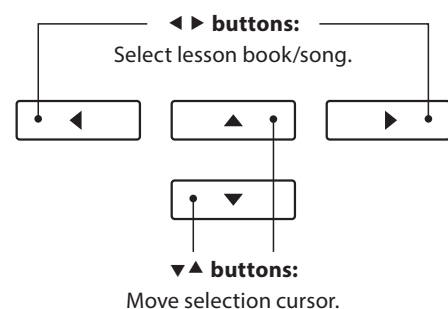 ◀ ▶ buttons:
Select lesson book/song.
◀ ▲ ▶
▼
▼▲ buttons:
Move selection cursor.